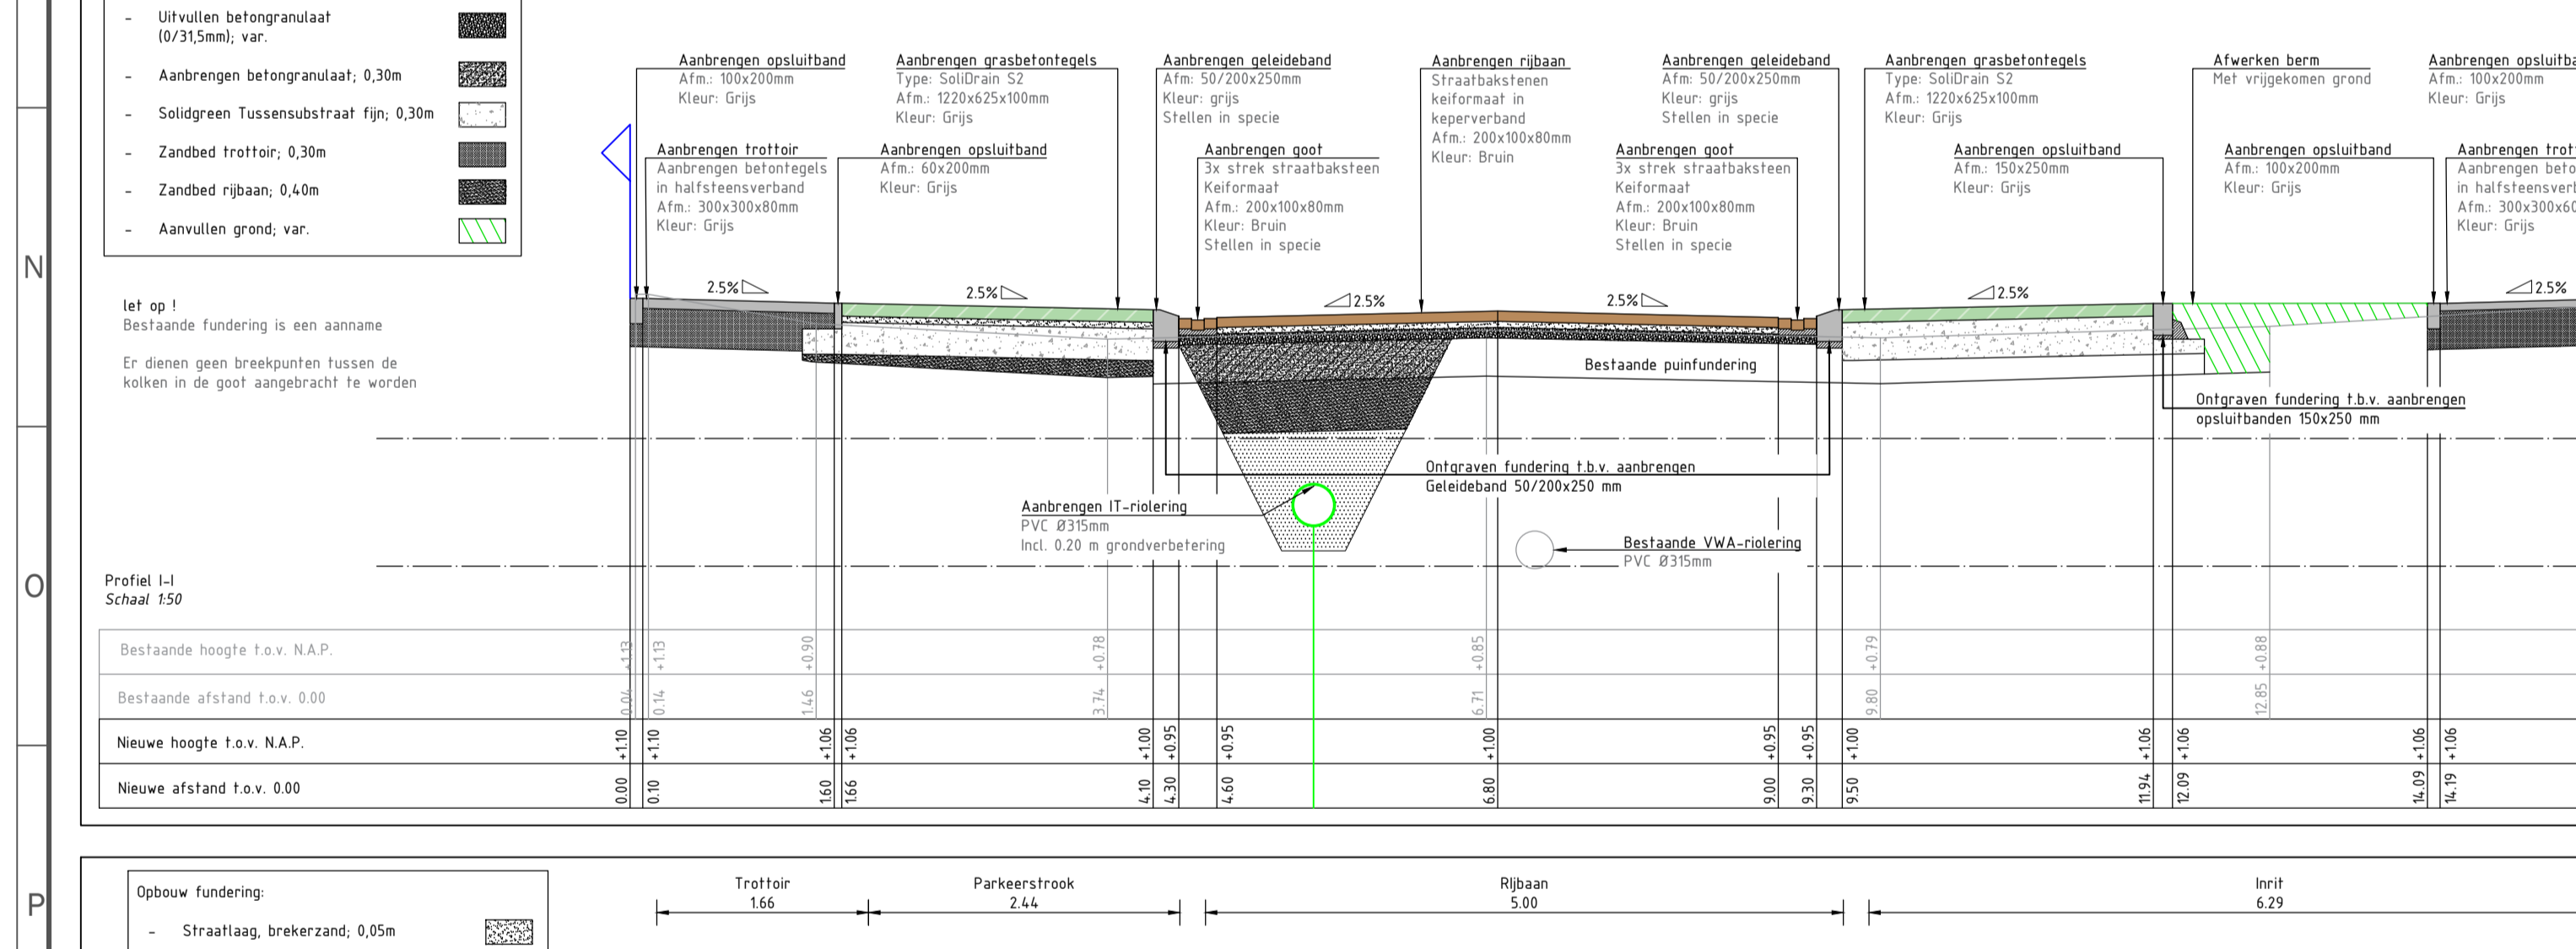 Uitvullen betongranulaat
(0/31,5mm); var.
- Aanbrengen betongranulaat; 0,30m
- Solidgreen Tussensubstraat fijn; 0,30m
- Zandbed trottoir; 0,30m
- Zandbed rijbaan; 0,40m
- Aanvullen grond; var.
let op !
Bestaande fundering is een aanname
Er dienen geen breekpunten tussen de
kolken in de goot aangebracht te worden
Aanbrengen opsluitband
Afm.: 100x200mm
Kleur: Grijs
Aanbrengen trottoir
Aanbrengen betontegels
in halfsteensverband
Afm.: 300x300x80mm
Kleur: Grijs
Aanbrengen grasbetontegels
Type: SoliDrain S2
Afm.: 1220x625x100mm
Kleur: Grijs
Aanbrengen opsluitband
Afm.: 60x200mm
Kleur: Grijs
Aanbrengen geleideband
Afm: 50/200x250mm
Kleur: grijs
Stellen in specie
Aanbrengen goot
3x strek straatbaksteen
Keiformaat
Afm.: 200x100x80mm
Kleur: Bruin
Stellen in specie
Aanbrengen rijbaan
Straatbakstenen
keiformaat in
keperverband
Afm.: 200x100x80mm
Kleur: Bruin
Aanbrengen geleideband
Afm: 50/200x250mm
Kleur: grijs
Stellen in specie
Aanbrengen goot
3x strek straatbaksteen
Keiformaat
Afm.: 200x100x80mm
Kleur: Bruin
Stellen in specie
Aanbrengen grasbetontegels
Type: SoliDrain S2
Afm.: 1220x625x100mm
Kleur: Grijs
Aanbrengen opsluitband
Afm.: 150x250mm
Kleur: Grijs
Afwerken berm
Met vrijgekomen grond
Aanbrengen opsluitband
Afm.: 100x200mm
Kleur: Grijs
Aanbrengen opsluitba
Afm.: 100x200mm
Kleur: Grijs
Aanbrengen trot
Aanbrengen beto
in halfsteensver
Afm.: 300x300x60
Kleur: Grijs
2.5% 2.5% 2.5% 2.5% 2.5% 2.5%
Bestaande puinfundering
Ontgraven fundering t.b.v. aanbrengen
opsluitbanden 150x250 mm
Ontgraven fundering t.b.v. aanbrengen
Geleideband 50/200x250 mm
Aanbrengen IT-riolering
PVC Ø315mm
Incl. 0.20 m grondverbetering
Bestaande VWA-riolering
PVC Ø315mm
N
O
P
Profiel I-I
Schaal 1:50
Bestaande hoogte t.o.v. N.A.P. +1.13 +1.13 +0.90 +0.78 +0.85 +0.79 +0.88
Bestaande afstand t.o.v. 0.00 0.04 0.14 1.46 3.74 6.71 9.80 12.85
Nieuwe hoogte t.o.v. N.A.P. +1.10 +1.10 +1.06 +1.06 +1.00 +0.95 +0.95 +1.00 +0.95 +0.95 +1.00 +1.06 +1.06 +1.06 +1.06
Nieuwe afstand t.o.v. 0.00 0.00 0.10 1.60 1.66 4.10 4.30 4.60 6.80 9.00 9.30 9.50 11.94 12.09 14.09 14.19
Opbouw fundering:
- Straatlaag, brekerzand; 0,05m
Trottoir Parkeerstrook RIjbaan Inrit
1.66 2.44 5.00 6.29